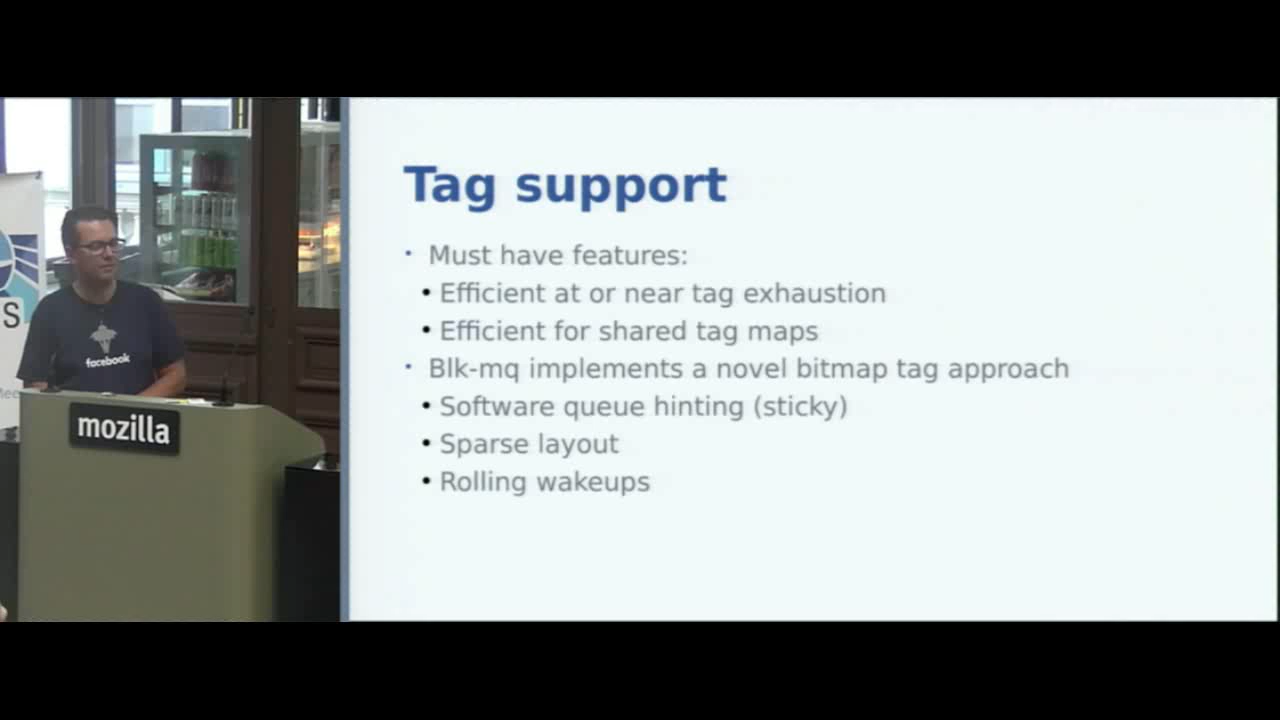 Tag support
• Must have features:
• Efficient at or near tag exhaustion
• Efficient for shared tag maps
• Blk-mq implements a novel bitmap tag approach
• Software queue hinting (sticky)
• Sparse layout
• Rolling wakeups
S
facebook
Mee
mozilla